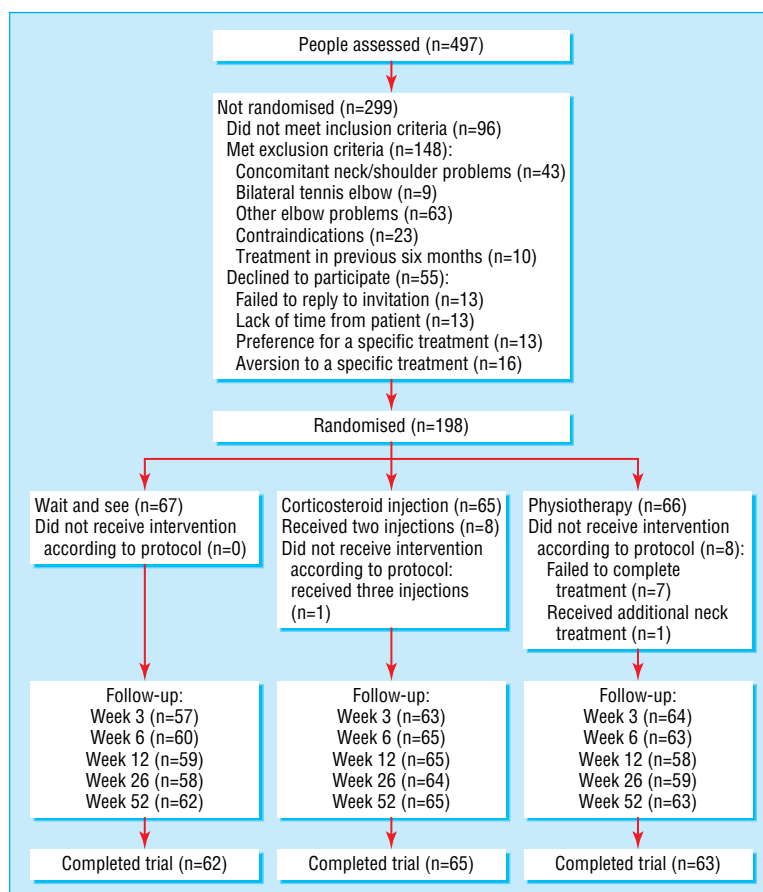 People assessed (n=497)
Not randomised (n=299)
Did not meet inclusion criteria (n=96)
Met exclusion criteria (n=148):
Concomitant neck/shoulder problems (n=43)
Bilateral tennis elbow (n=9)
Other elbow problems (n=63)
Contraindications (n=23)
Treatment in previous six months (n=10)
Declined to participate (n=55):
Failed to reply to invitation (n=13)
Lack of time from patient (n=13)
Preference for a specific treatment (n=13)
Aversion to a specific treatment (n=16)
Randomised (n=198)
Wait and see (n=67)
Did not receive intervention
according to protocol (n=0)
Corticosteroid injection (n=65)
Received two injections (n=8)
Did not receive intervention
according to protocol:
received three injections
(n=1)
Physiotherapy (n=66)
Did not receive intervention
according to protocol (n=8):
Failed to complete
treatment (n=7)
Received additional neck
treatment (n=1)
Follow-up:
Week 3 (n=57)
Week 6 (n=60)
Week 12 (n=59)
Week 26 (n=58)
Week 52 (n=62)
Follow-up:
Week 3 (n=63)
Week 6 (n=65)
Week 12 (n=65)
Week 26 (n=64)
Week 52 (n=65)
Follow-up:
Week 3 (n=64)
Week 6 (n=63)
Week 12 (n=58)
Week 26 (n=59)
Week 52 (n=63)
Completed trial (n=62)
Completed trial (n=65)
Completed trial (n=63)